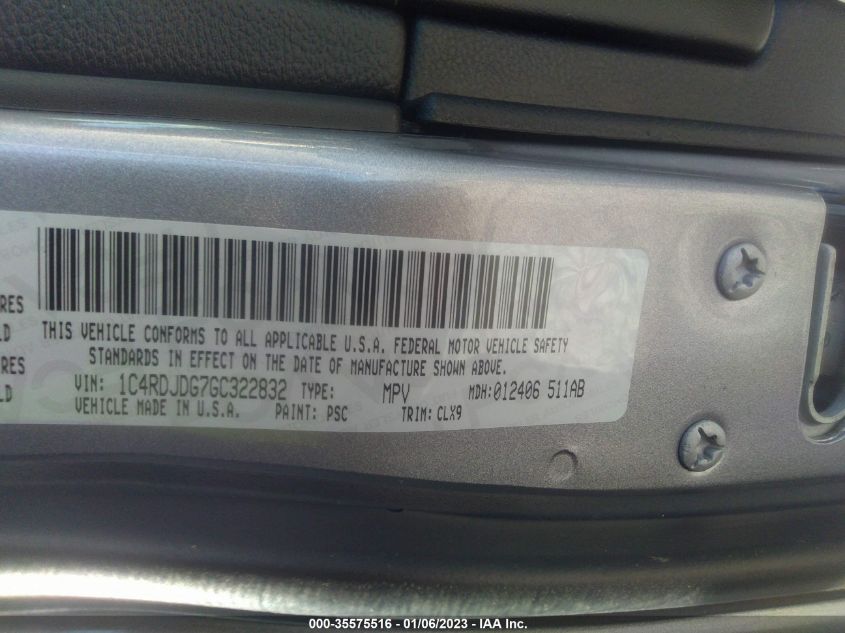 THIS VEHICLE CONFORMS TO ALL APPLICABLE U.S.A. FEDERAL MOTOR VEHICLE SAFETY
STANDARDS IN EFFECT ON THE DATE OF MANUFACTURE SHOWN ABOVE.
VIN: 1C4RDJDG7GC322832 TYPE: MPV MDH:012406 511AB
VEHICLE MADE IN U.S.A. PAINT: PSC TRIM: CLX9
000-35575516 - 01/06/2023 - IAA Inc.